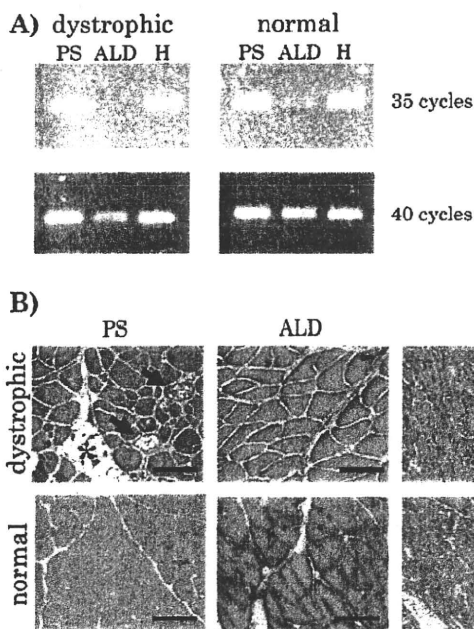 A) dystrophic normal
PS ALD H PS ALD H
35 cycles
40 cycles
B)
PS ALD
dystrophic
normal